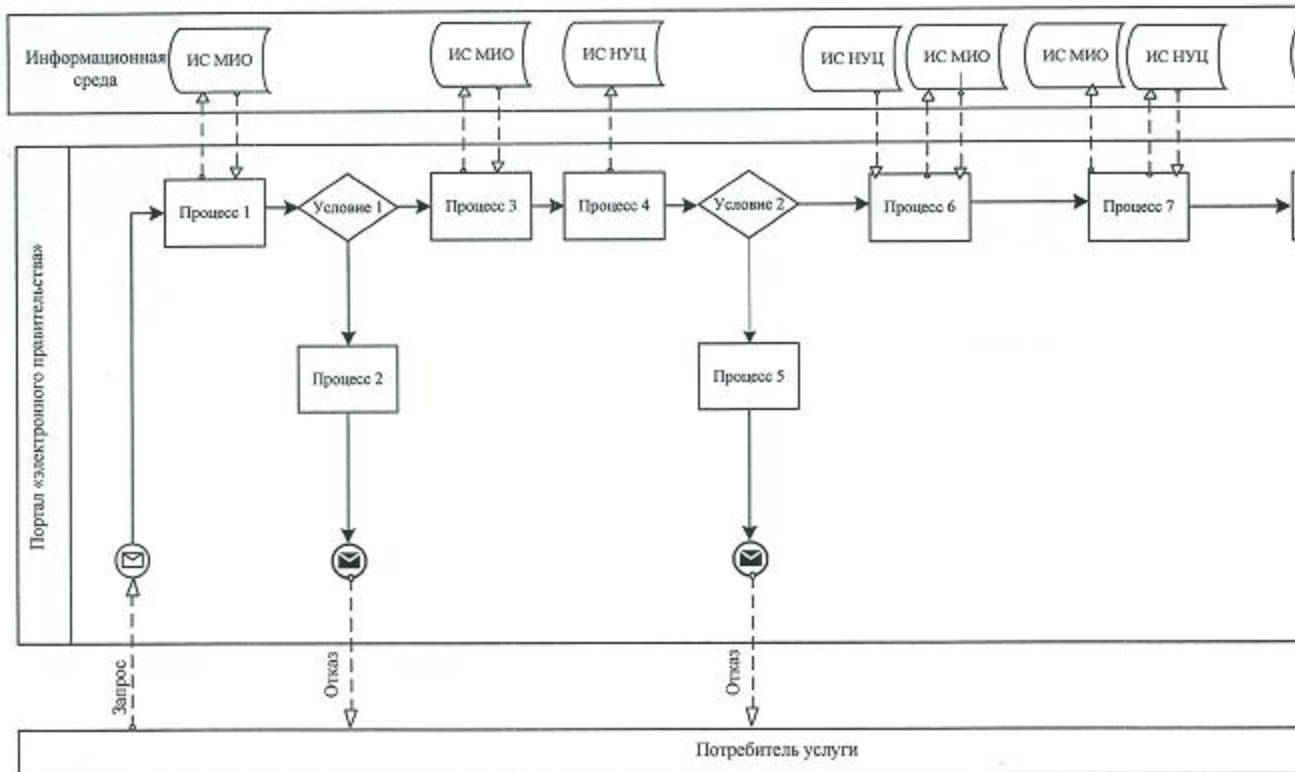 Информационная
среда
ИС МИО
ИС МИО
ИС НУЦ
ИС НУЦ
ИС МИО
ИС МИО
ИС НУЦ
Портал «электронного правительства»
Процесс 1
Условие 1
Процесс 3
Процесс 4
Условие 2
Процесс 6
Процесс 7
Процесс 2
Процесс 5
Запрос
Отказ
Отказ
Потребитель услуги